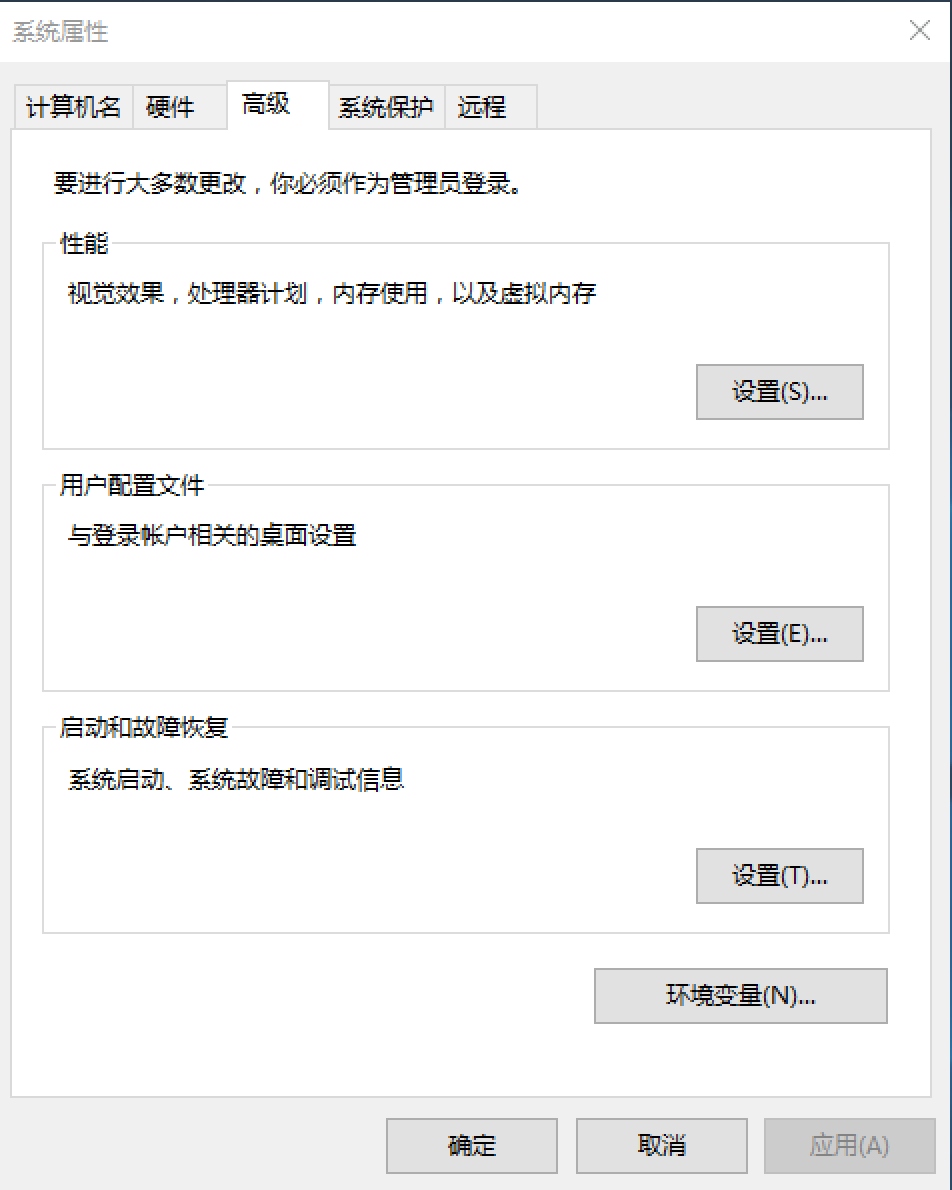 系统属性
计算机名 硬件 高级 系统保护 远程
要进行大多数更改，你必须作为管理员登录。
性能
视觉效果，处理器计划，内存使用，以及虚拟内存
设置(S)...
用户配置文件
与登录帐户相关的桌面设置
设置(E)...
启动和故障恢复
系统启动、系统故障和调试信息
设置(T)...
环境变量(N)...
确定 取消 应用(A)